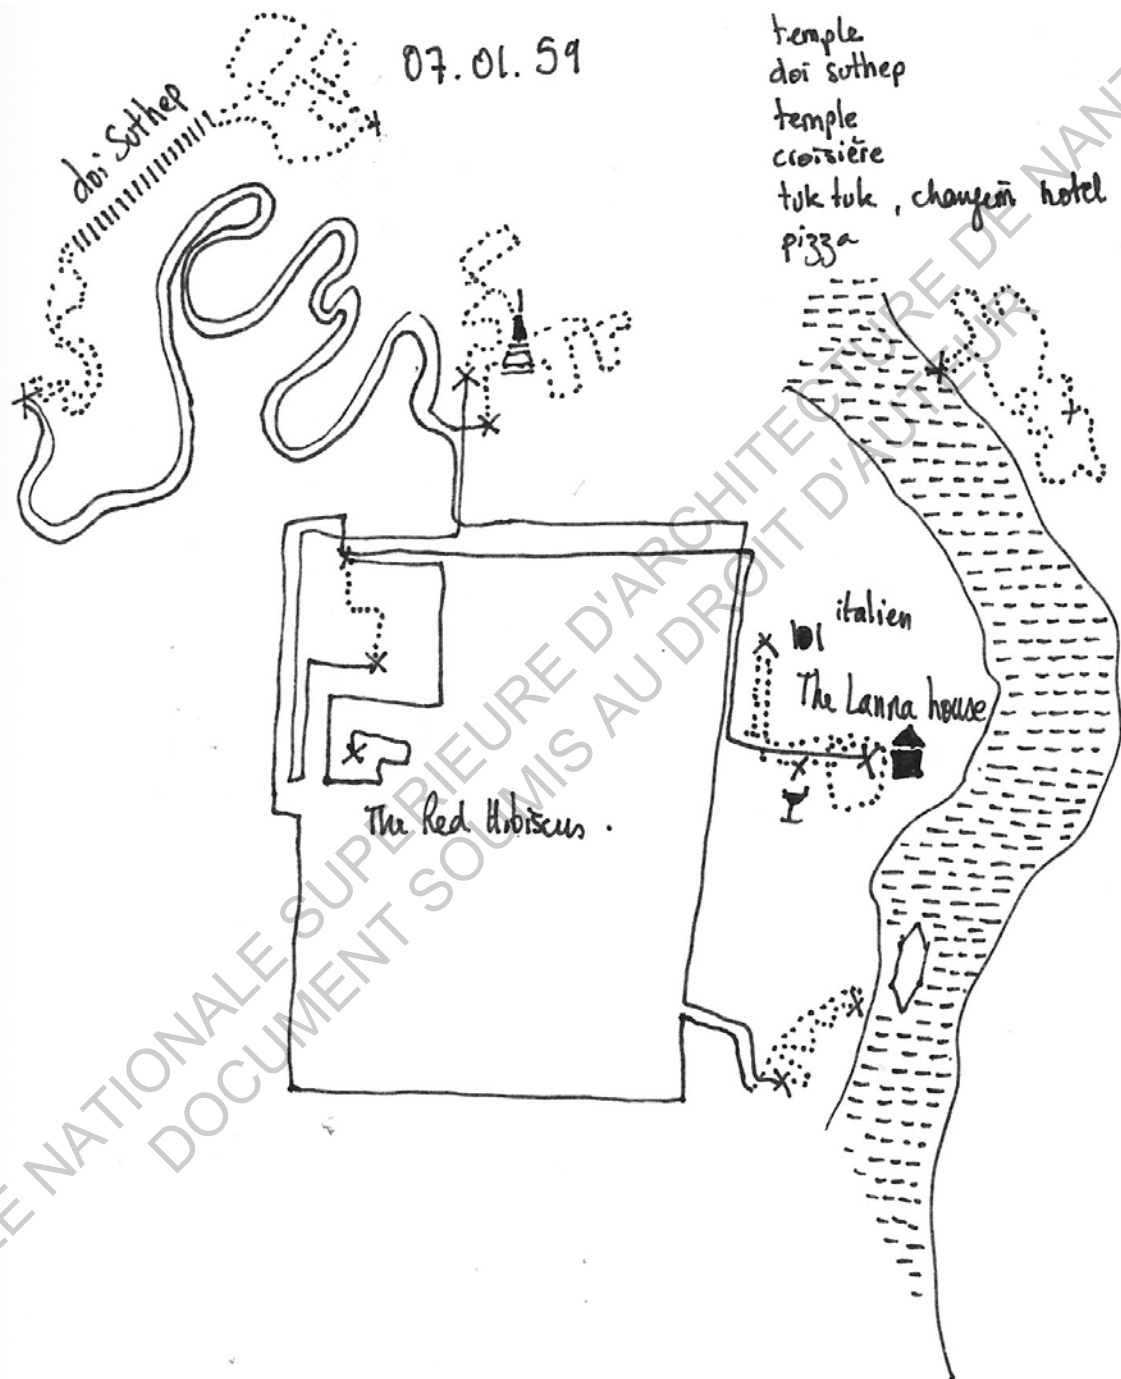 07.01.59
temple
doi suthep
temple
croisière
tuk tuk, changem hotel
pizza
doi Suthep
italien
The Lanna house
The Red Hibiscus.
ECOLE NATIONALE SUPERIEURE D'ARCHITECTURE DE NANTES
DOCUMENT SOUMIS AU DROIT D'AUTEUR